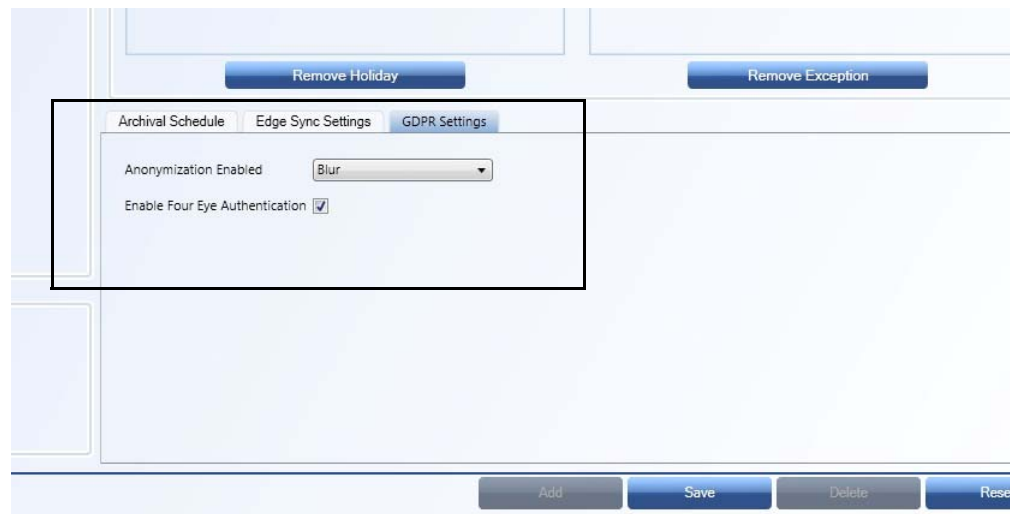 Remove Holiday Remove Exception
Archival Schedule Edge Sync Settings GDPR Settings
Anonymization Enabled Blur
Enable Four Eye Authentication
Add Save Delete Rese